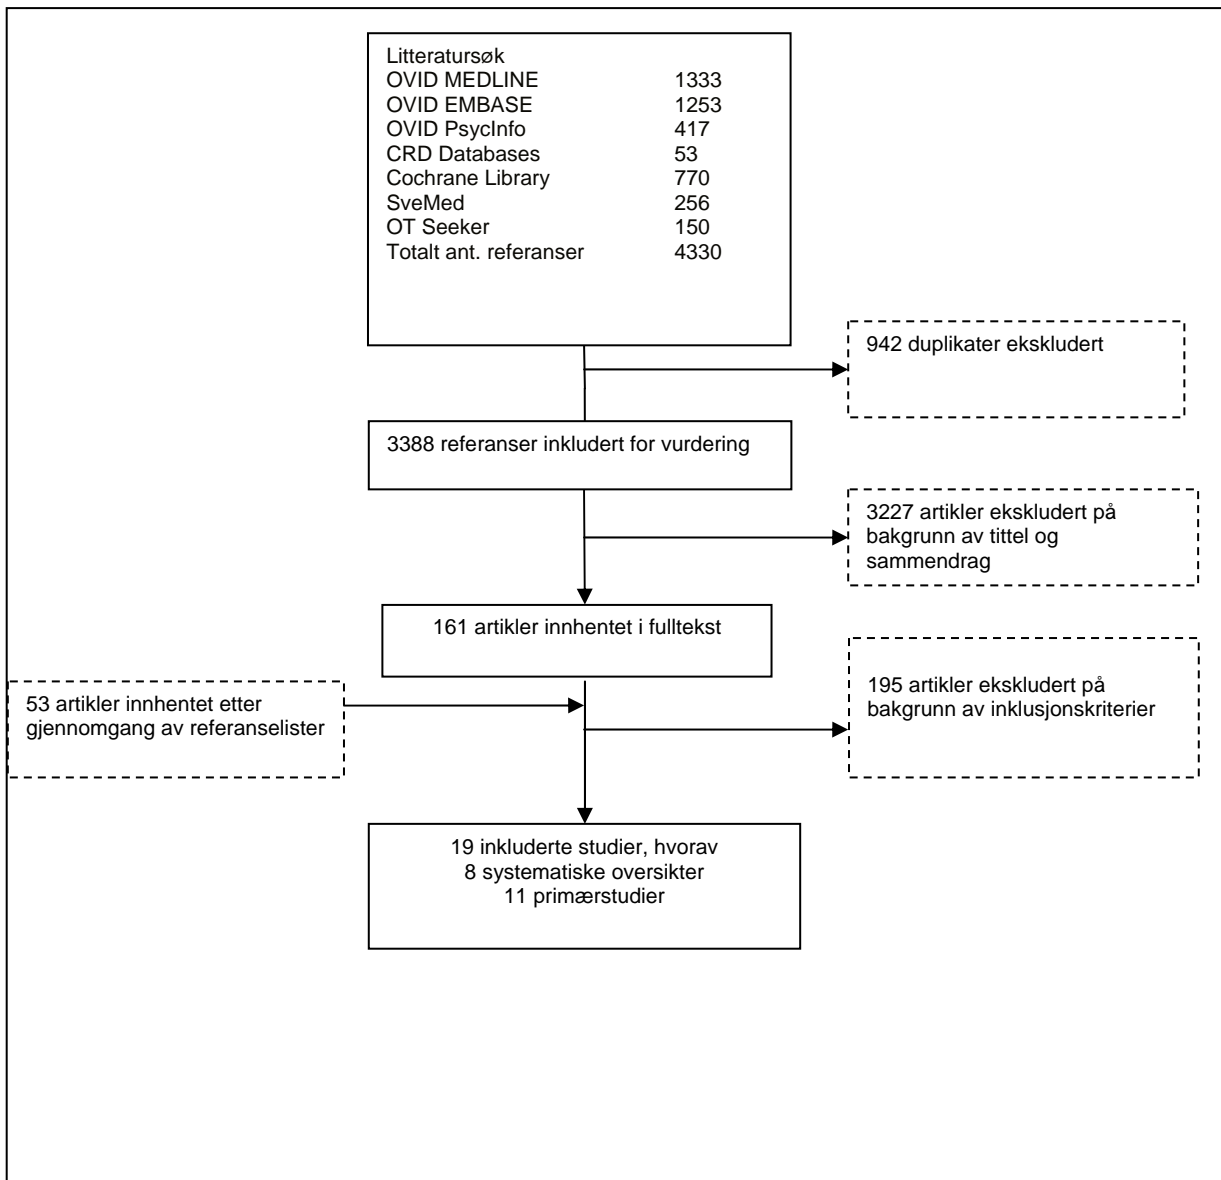 Litteratursøk
OVID MEDLINE 1333
OVID EMBASE 1253
OVID PsycInfo 417
CRD Databases 53
Cochrane Library 770
SveMed 256
OT Seeker 150
Totalt ant. referanser 4330
942 duplikater ekskludert
3388 referanser inkludert for vurdering
3227 artikler ekskludert på
bakgrunn av tittel og
sammendrag
161 artikler innhentet i fulltekst
53 artikler innhentet etter
gjennomgang av referanselister
195 artikler ekskludert på
bakgrunn av inklusjonskriterier
19 inkluderte studier, hvorav
8 systematiske oversikter
11 primærstudier